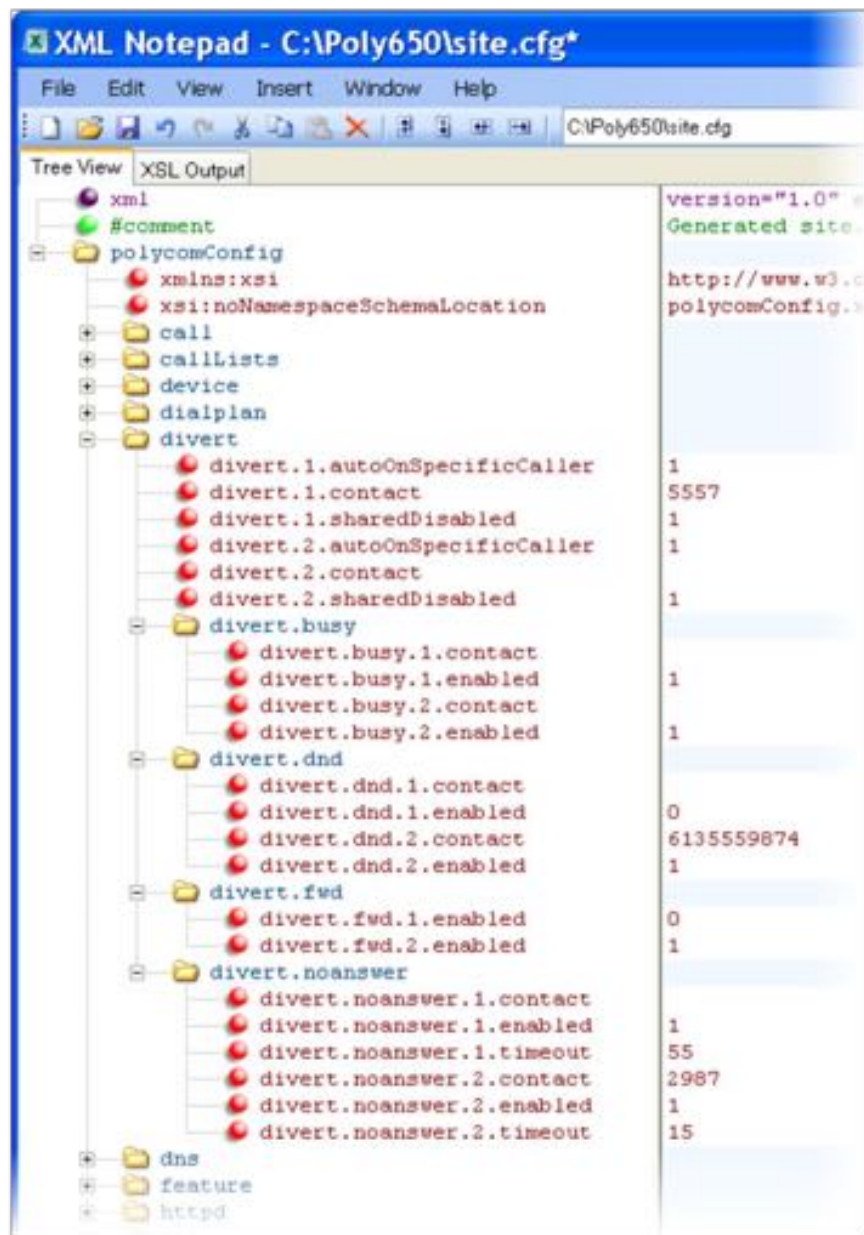 XML Notepad - C:\Poly650\site.cfg*
File Edit View Insert Window Help
C:\Poly650\site.cfg
Tree View XSL Output
xml version="1.0"
#comment Generated site.
polycomConfig
xmlns:xsi http://www.w3.
xsi:noNamespaceSchemaLocation polycomConfig.
call
callLists
device
dialplan
divert
divert.1.autoOnSpecificCaller 1
divert.1.contact 5557
divert.1.sharedDisabled 1
divert.2.autoOnSpecificCaller 1
divert.2.contact
divert.2.sharedDisabled 1
divert.busy
divert.busy.1.contact
divert.busy.1.enabled 1
divert.busy.2.contact
divert.busy.2.enabled 1
divert.dnd
divert.dnd.1.contact
divert.dnd.1.enabled 0
divert.dnd.2.contact 6135559874
divert.dnd.2.enabled 1
divert.fwd
divert.fwd.1.enabled 0
divert.fwd.2.enabled 1
divert.noanswer
divert.noanswer.1.contact
divert.noanswer.1.enabled 1
divert.noanswer.1.timeout 55
divert.noanswer.2.contact 2987
divert.noanswer.2.enabled 1
divert.noanswer.2.timeout 15
dns
feature
httpd